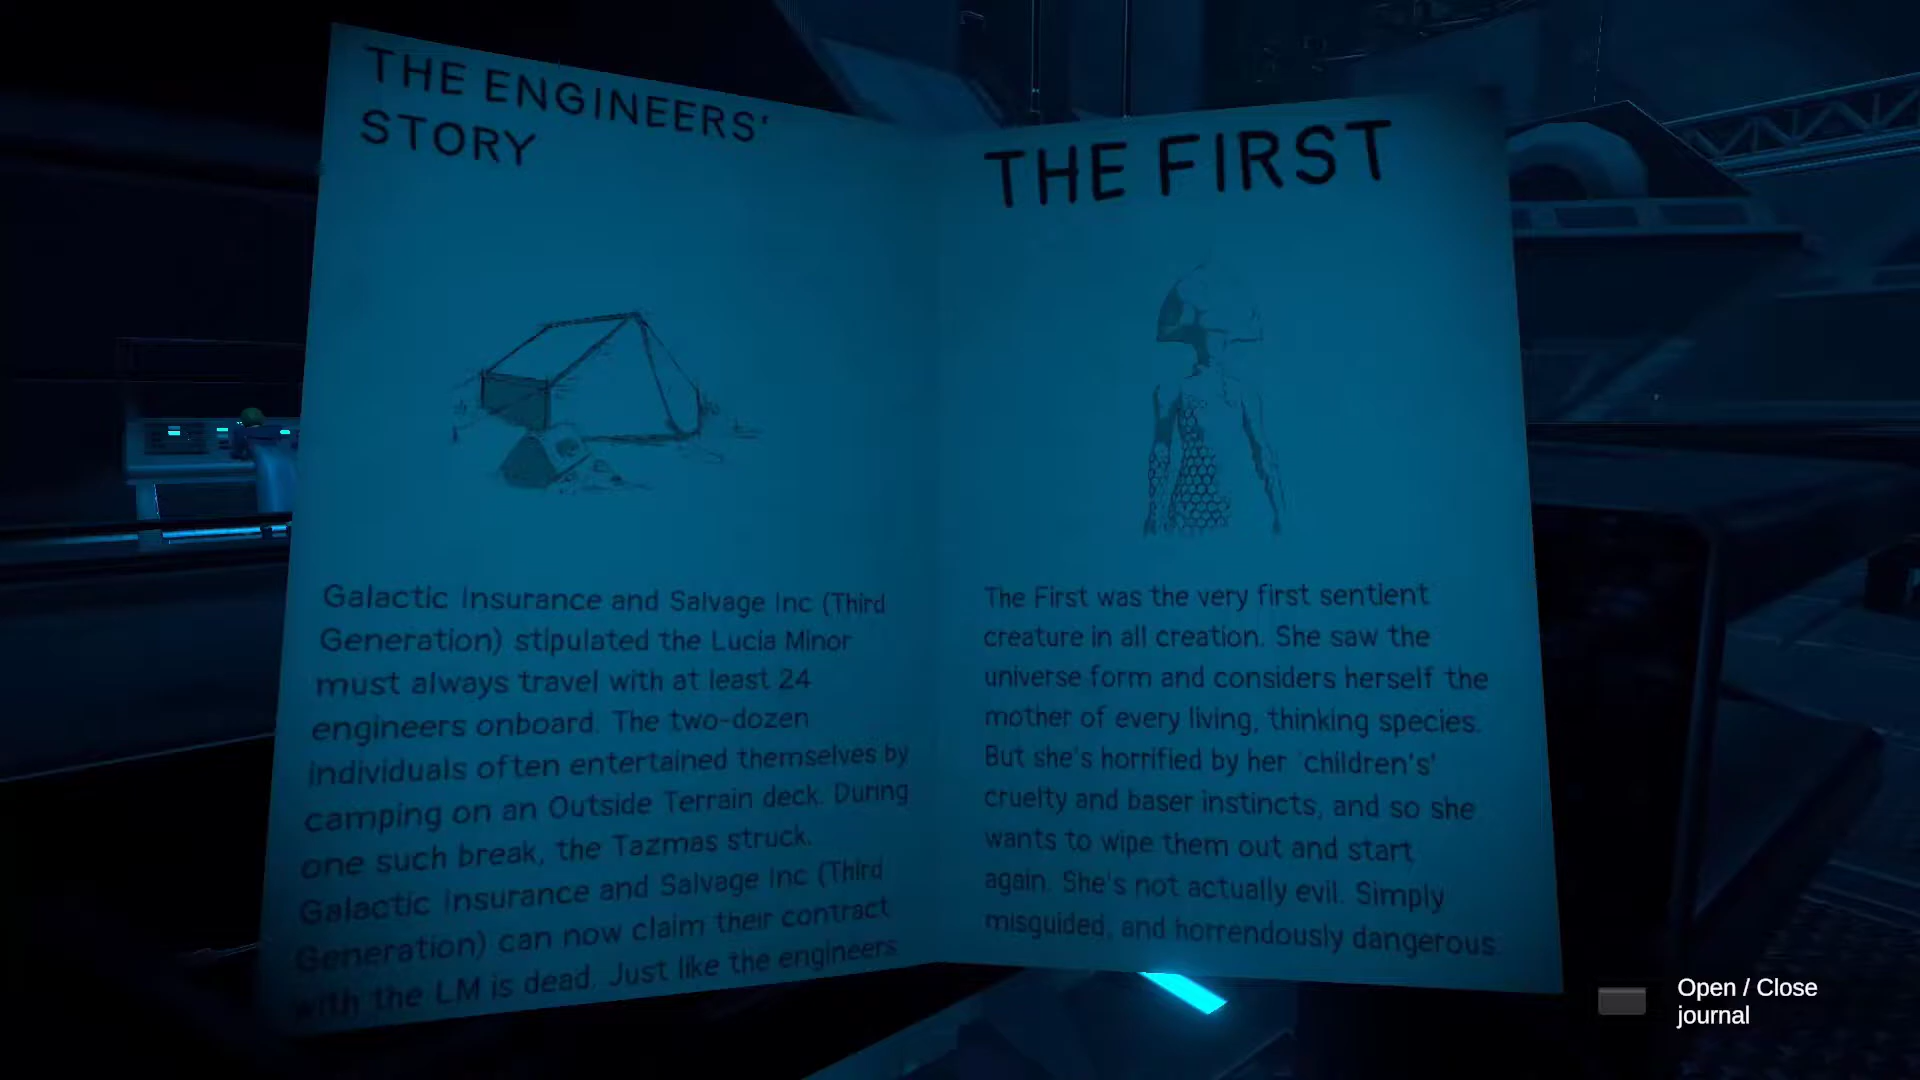 THE ENGINEERS'
STORY
Galactic Insurance and Salvage Inc (Third
Generation) stipulated the Lucia Minor
must always travel with at least 24
engineers onboard. The two-dozen
individuals often entertained themselves by
camping on an Outside Terrain deck. During
one such break, the Tazmas struck.
Galactic Insurance and Salvage Inc (Third
Generation) can now claim their contract
with the LM is dead. Just like the engineers.
THE FIRST
The First was the very first sentient
creature in all creation. She saw the
universe form and considers herself the
mother of every living, thinking species.
But she's horrified by her 'children's'
cruelty and baser instincts, and so she
wants to wipe them out and start
again. She's not actually evil. Simply
misguided, and horrendously dangerous.
Open / Close
journal